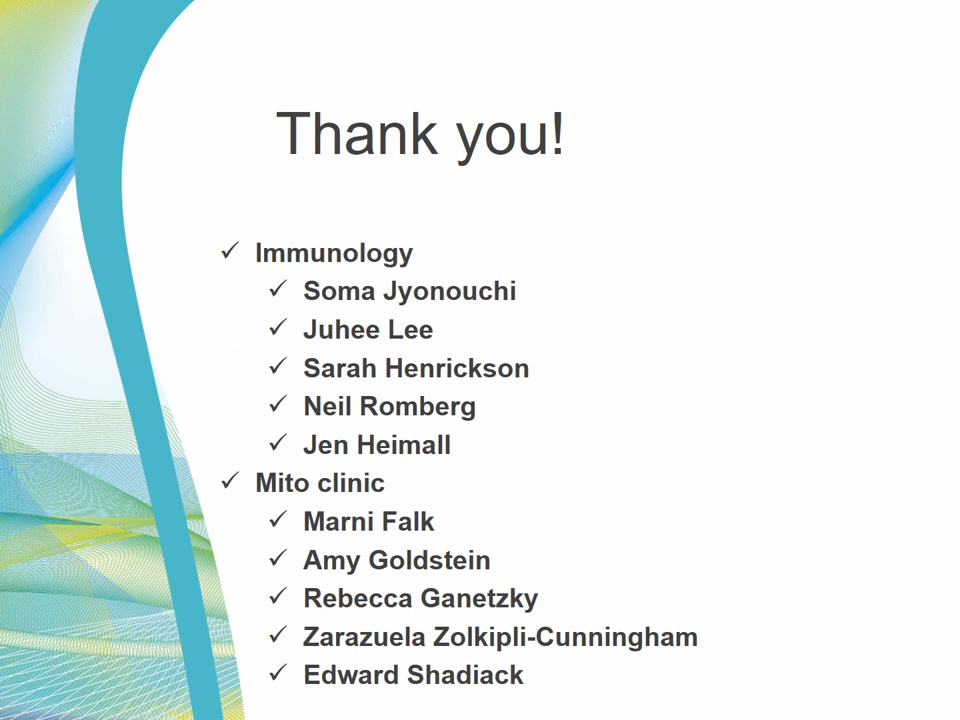 Thank you!
✓ Immunology
✓ Soma Jyonouchi
✓ Juhee Lee
✓ Sarah Henrickson
✓ Neil Romberg
✓ Jen Heimall
✓ Mito clinic
✓ Marni Falk
✓ Amy Goldstein
✓ Rebecca Ganetzky
✓ Zarazuela Zolkipli-Cunningham
✓ Edward Shadiack